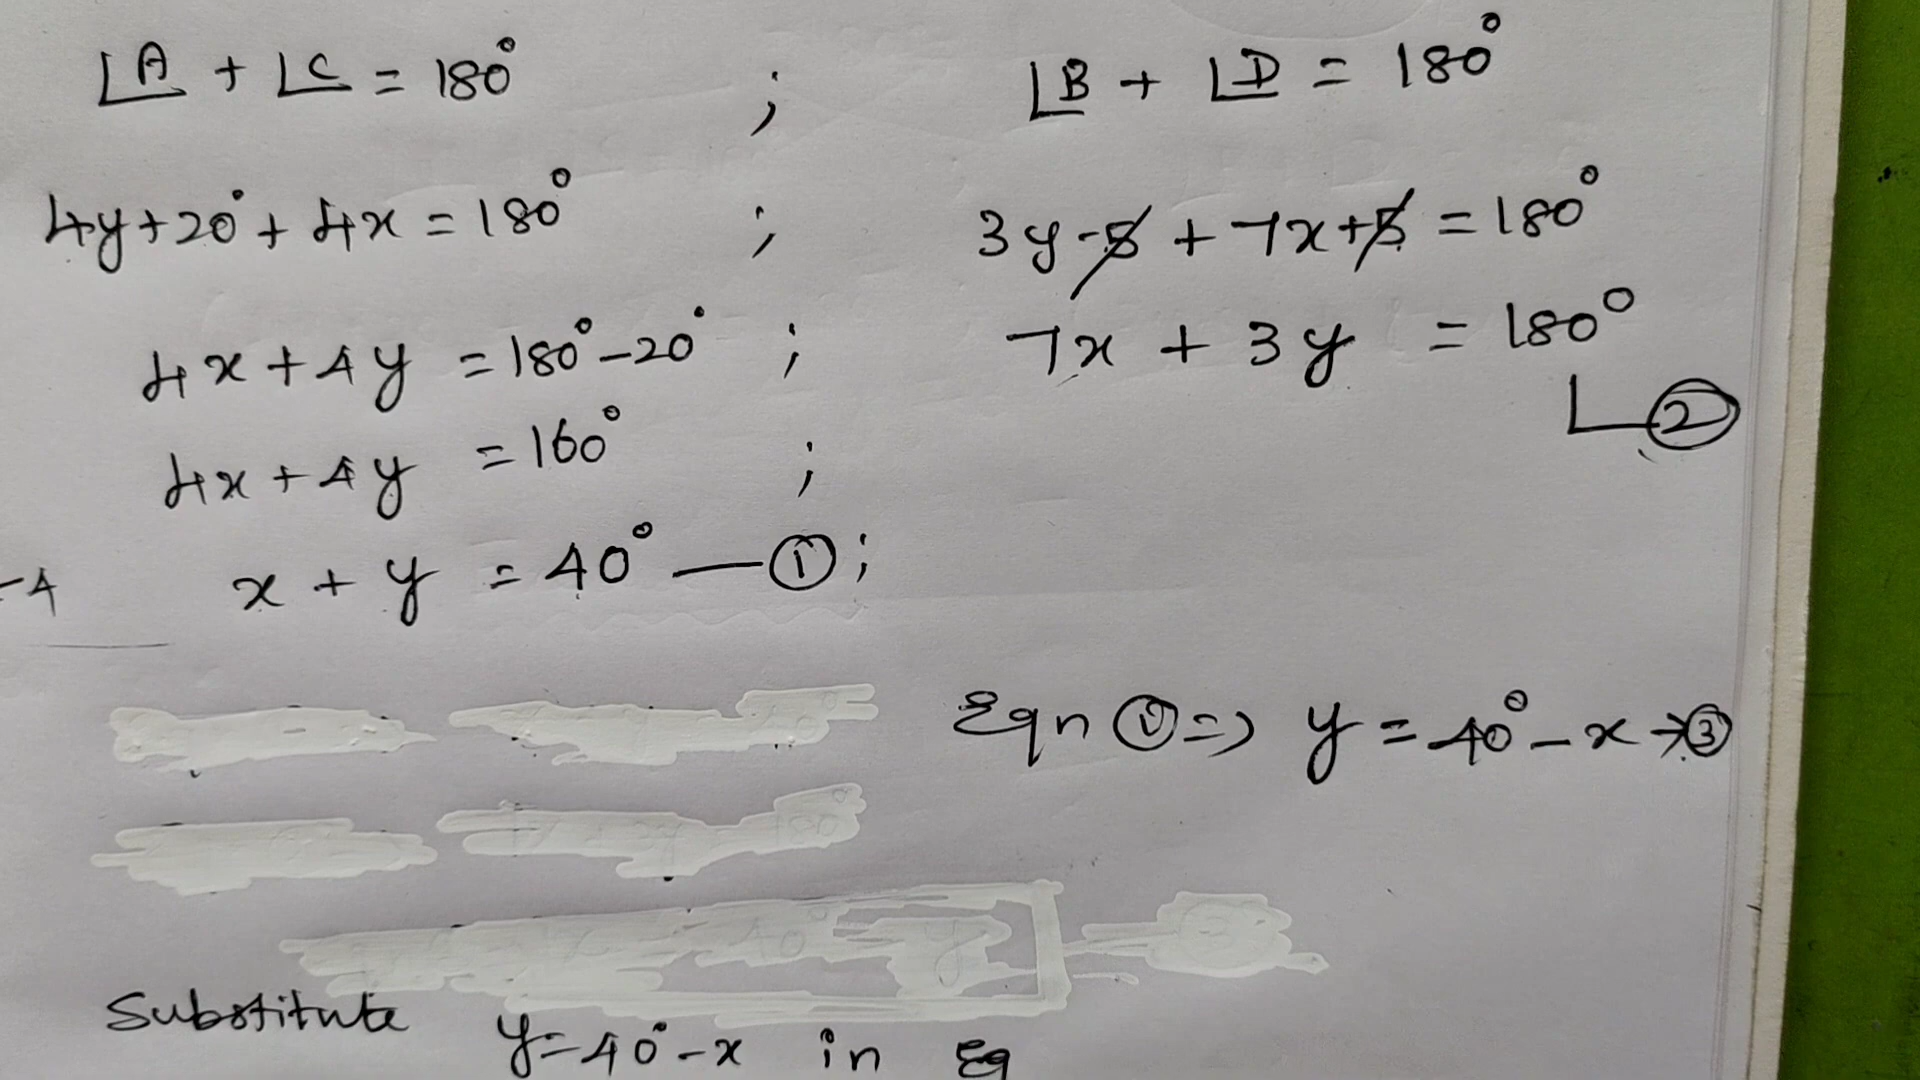 ∠A + ∠C = 180° ; ∠B + ∠D = 180°
4y + 20° + 4x = 180° ; 3y - 5 + 7x + 5 = 180°
4x + 4y = 180° - 20° ; 7x + 3y = 180°
② 
4x + 4y = 160° ;
x + y = 40° — ① ;
-4
Eqn ① => y = 40° - x → ③
Substitute y = 40° - x in Eq